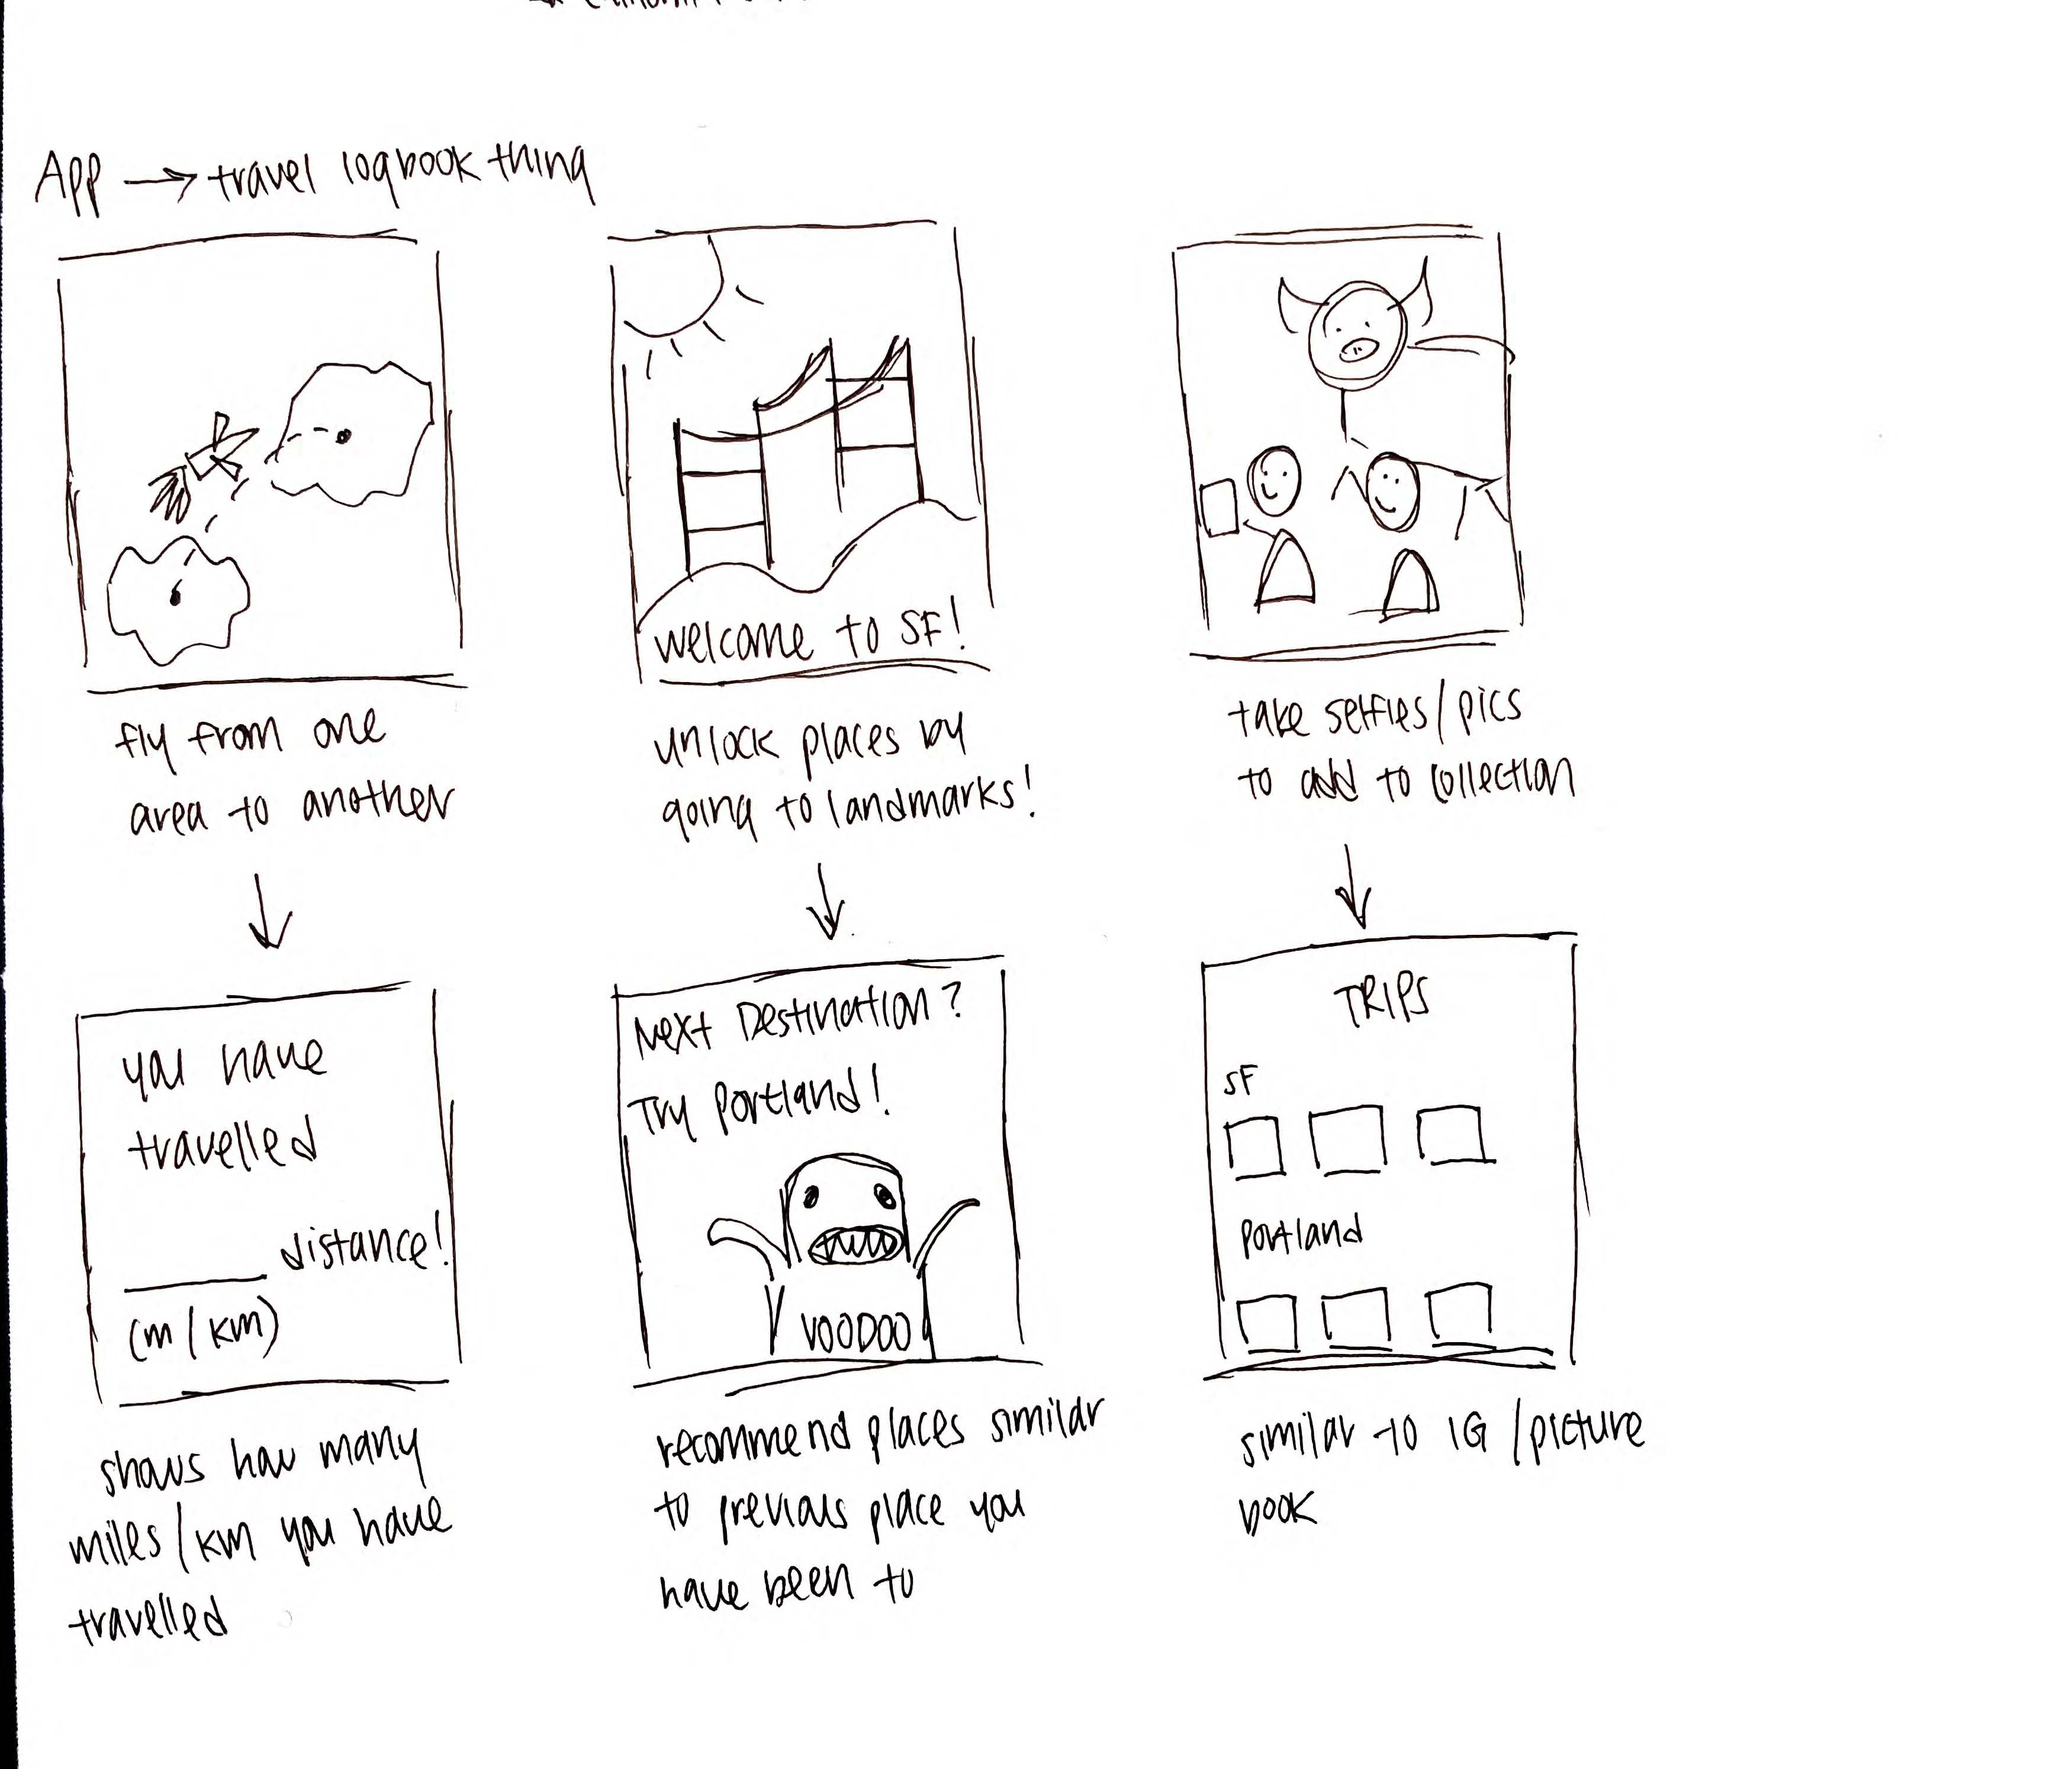 App → travel logbook thing
welcome to SF!
fly from one
area to another
unlock places by
going to landmarks!
take selfies/pics
to add to collection
you have
travelled
____ distance!
(m/km)
Next Destination?
Try Portland!
VOODOO
TRIPS
SF
Portland
shows how many
miles/km you have
travelled
recommend places similar
to previous place you
have been to
similar to IG/picture
book